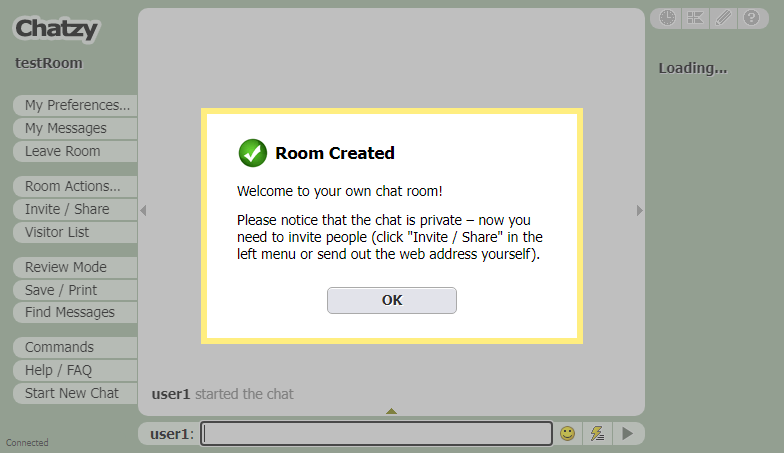 Chatzy
testRoom
My Preferences...
My Messages
Leave Room
Room Actions...
Invite / Share
Visitor List
Review Mode
Save / Print
Find Messages
Commands
Help / FAQ
Start New Chat
Connected
Room Created
Welcome to your own chat room!
Please notice that the chat is private – now you
need to invite people (click "Invite / Share" in the
left menu or send out the web address yourself).
OK
user1 started the chat
user1:
Loading...